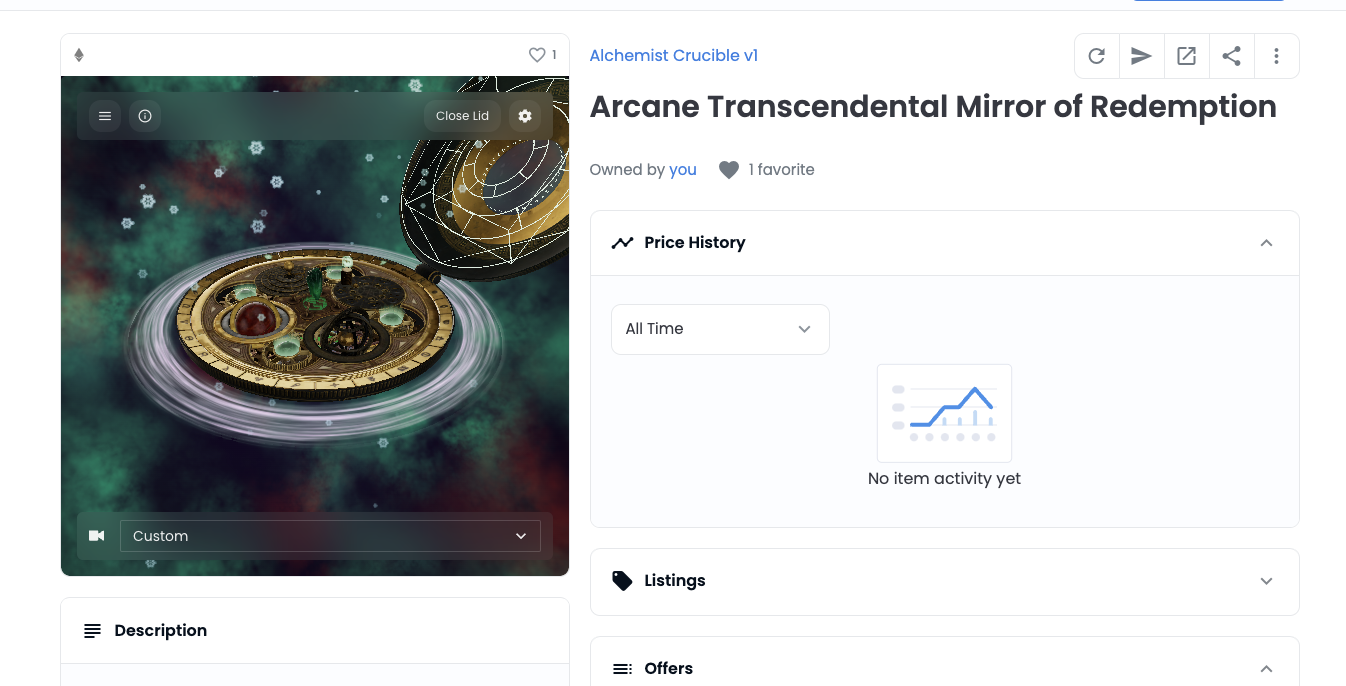 1
Close Lid
Custom
Description
Alchemist Crucible v1
Arcane Transcendental Mirror of Redemption
Owned by you 1 favorite
Price History
All Time
No item activity yet
Listings
Offers